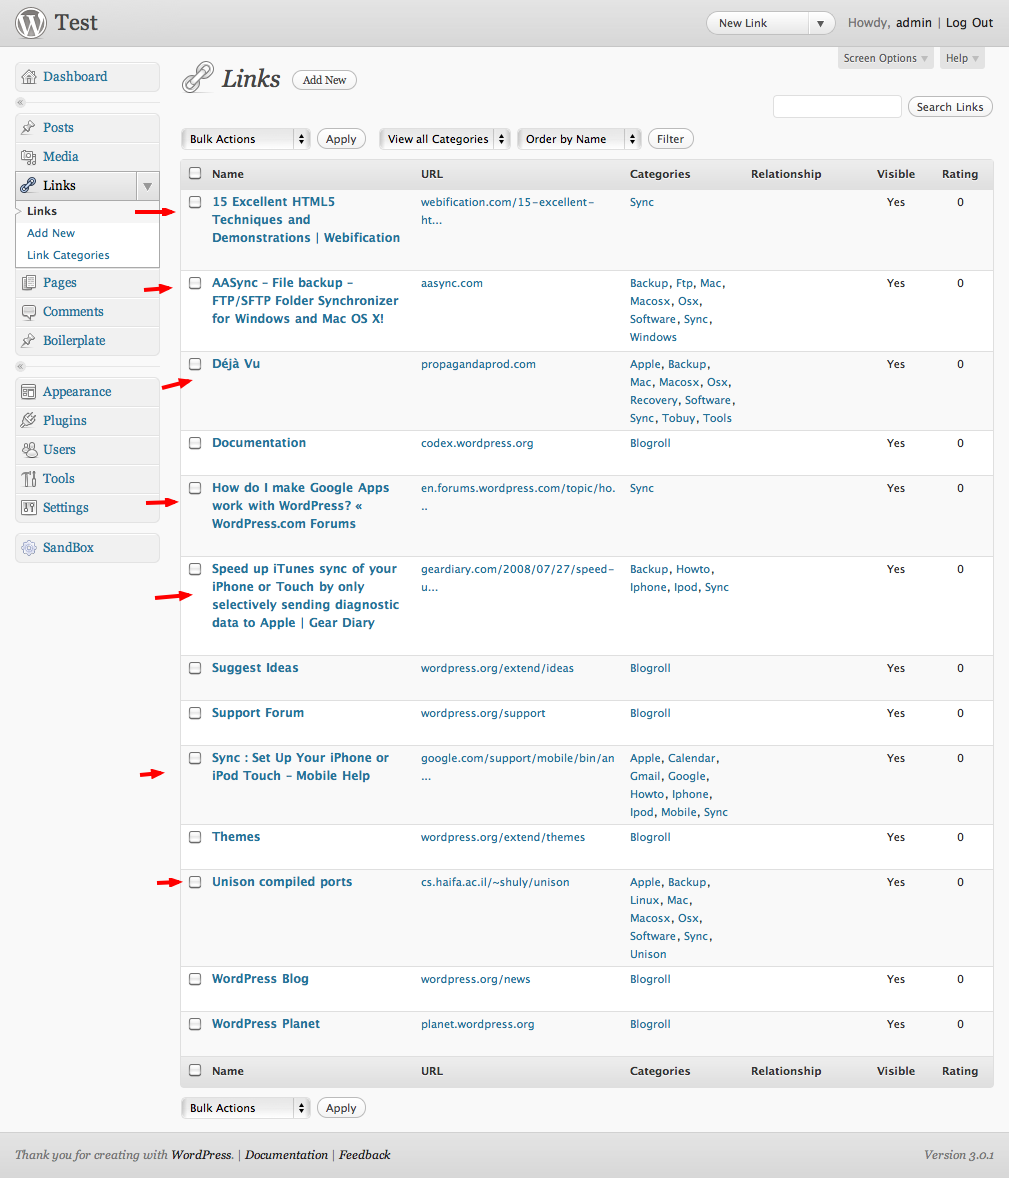 Test
New Link
Howdy, admin | Log Out
Screen Options
Help
Dashboard
Posts
Media
Links
Links
Add New
Link Categories
Pages
Comments
Boilerplate
Appearance
Plugins
Users
Tools
Settings
SandBox
Links
Add New
Search Links
Bulk Actions Apply View all Categories Order by Name Filter
Name URL Categories Relationship Visible Rating
15 Excellent HTML5
Techniques and
Demonstrations | Webification
webification.com/15-excellent-
ht...
Sync
Yes
0
AASync – File backup –
FTP/SFTP Folder Synchronizer
for Windows and Mac OS X!
aasync.com
Backup, Ftp, Mac,
Macosx, Osx,
Software, Sync,
Windows
Yes
0
Déjà Vu
propagandaprod.com
Apple, Backup,
Mac, Macosx, Osx,
Recovery, Software,
Sync, Tobuy, Tools
Yes
0
Documentation
codex.wordpress.org
Blogroll
Yes
0
How do I make Google Apps
work with WordPress? «
WordPress.com Forums
en.forums.wordpress.com/topic/ho.
..
Sync
Yes
0
Speed up iTunes sync of your
iPhone or Touch by only
selectively sending diagnostic
data to Apple | Gear Diary
geardiary.com/2008/07/27/speed-
u...
Backup, Howto,
Iphone, Ipod, Sync
Yes
0
Suggest Ideas
wordpress.org/extend/ideas
Blogroll
Yes
0
Support Forum
wordpress.org/support
Blogroll
Yes
0
Sync : Set Up Your iPhone or
iPod Touch – Mobile Help
google.com/support/mobile/bin/an
...
Apple, Calendar,
Gmail, Google,
Howto, Iphone,
Ipod, Mobile, Sync
Yes
0
Themes
wordpress.org/extend/themes
Blogroll
Yes
0
Unison compiled ports
cs.haifa.ac.il/~shuly/unison
Apple, Backup,
Linux, Mac,
Macosx, Osx,
Software, Sync,
Unison
Yes
0
WordPress Blog
wordpress.org/news
Blogroll
Yes
0
WordPress Planet
planet.wordpress.org
Blogroll
Yes
0
Name URL Categories Relationship Visible Rating
Bulk Actions Apply
Thank you for creating with WordPress. | Documentation | Feedback
Version 3.0.1